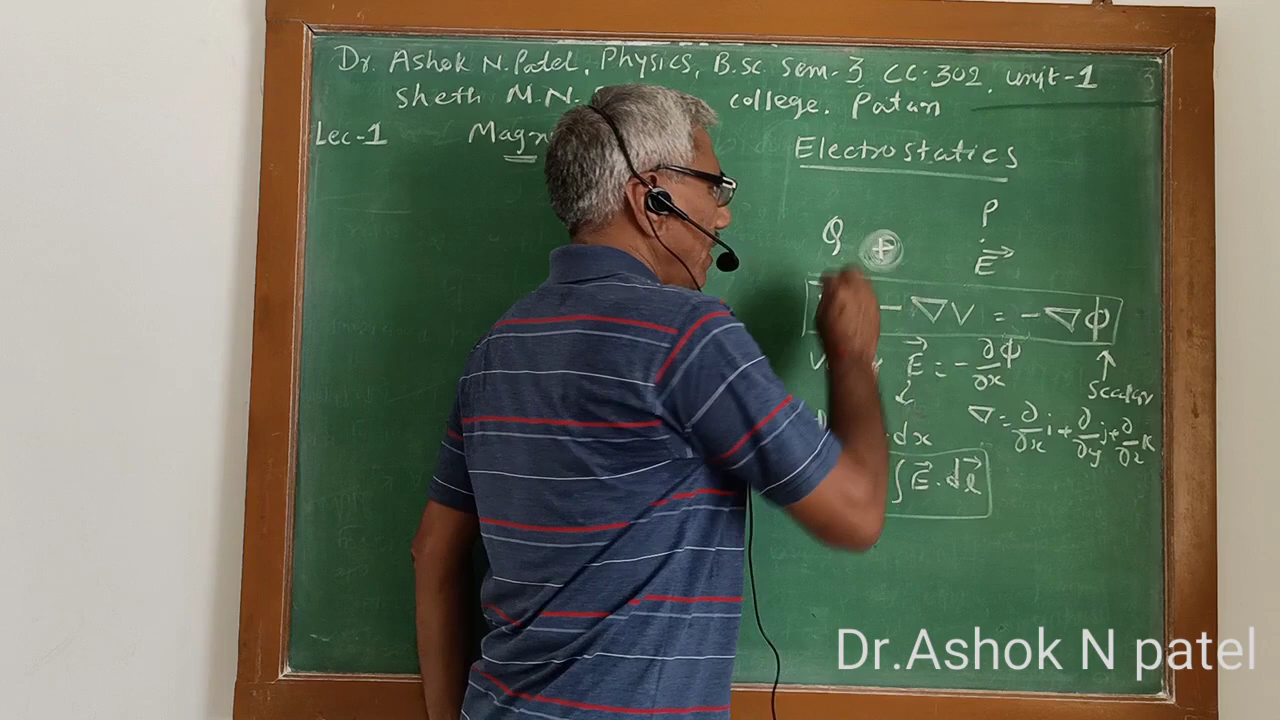 Dr. Ashok N. Patel, Physics, B.Sc. Sem-3 CC-302, Unit-1
Sheth M.N. college. Patan
Lec-1
Electrostatics
P
Q +
E⃗
- ∇V = - ∇ϕ
E⃗ = - ∂ϕ/∂x
Scalar
∇ = ∂/∂x i + ∂/∂y j + ∂/∂z k
dx
∫ E⃗ . dl⃗
Dr.Ashok N patel